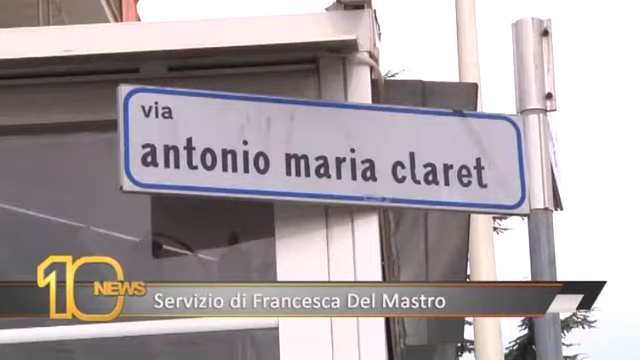 via
antonio maria claret
10 NEWS
Servizio di Francesca Del Mastro